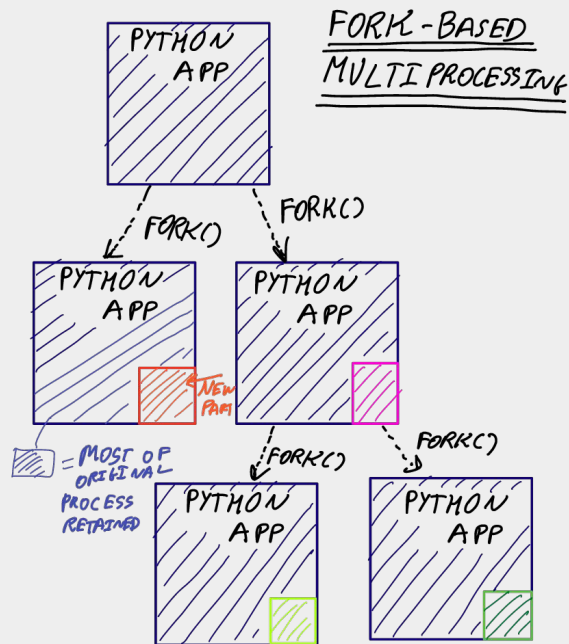 FORK-BASED
MULTIPROCESSING
PYTHON
APP
FORK()
FORK()
PYTHON
APP
NEW
PART
PYTHON
APP
= MOST OF
ORIGINAL
PROCESS
RETAINED
FORK()
FORK()
PYTHON
APP
PYTHON
APP